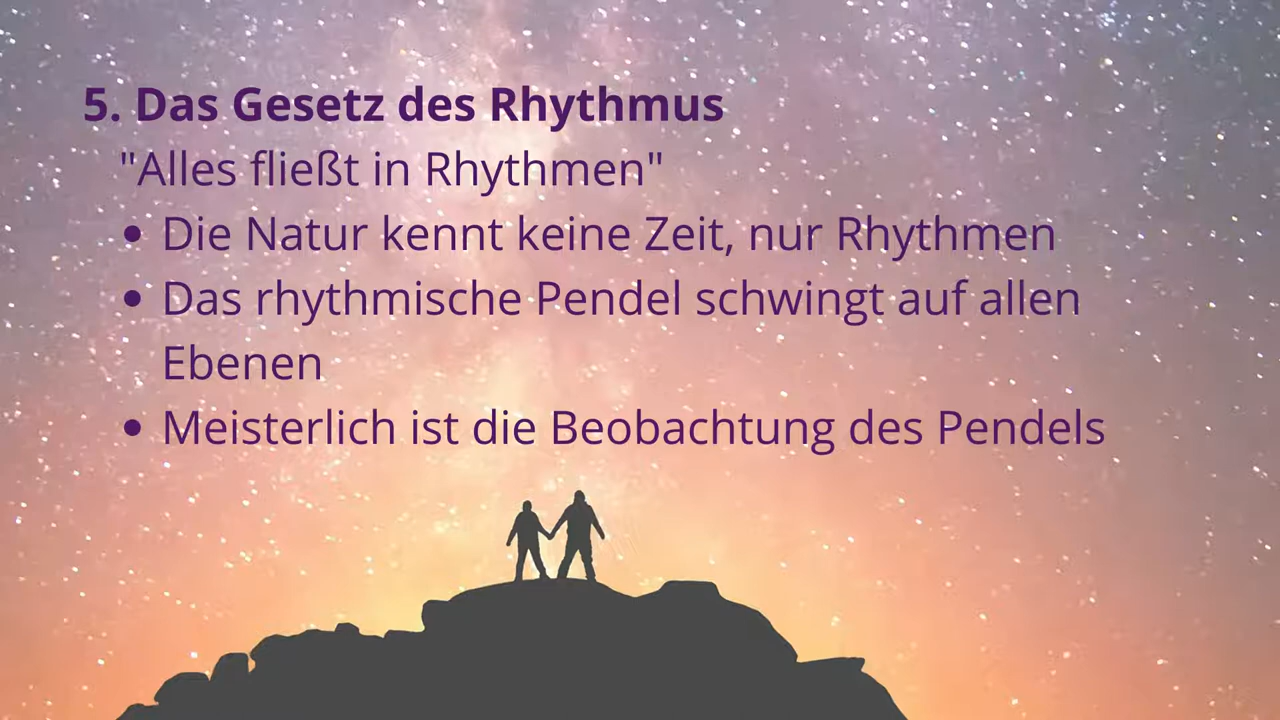 5. Das Gesetz des Rhythmus
"Alles fließt in Rhythmen"
• Die Natur kennt keine Zeit, nur Rhythmen
• Das rhythmische Pendel schwingt auf allen
Ebenen
• Meisterlich ist die Beobachtung des Pendels